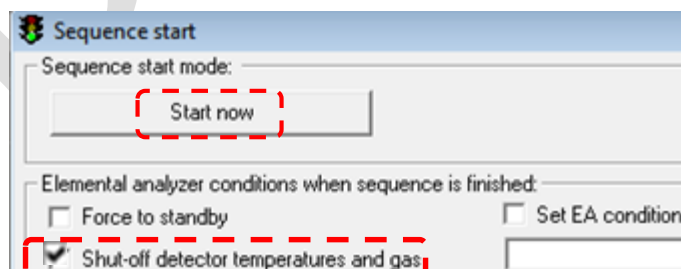 Sequence start
Sequence start mode:
Start now
Elemental analyzer conditions when sequence is finished:
Force to standby
Set EA condition
Shut-off detector temperatures and gas